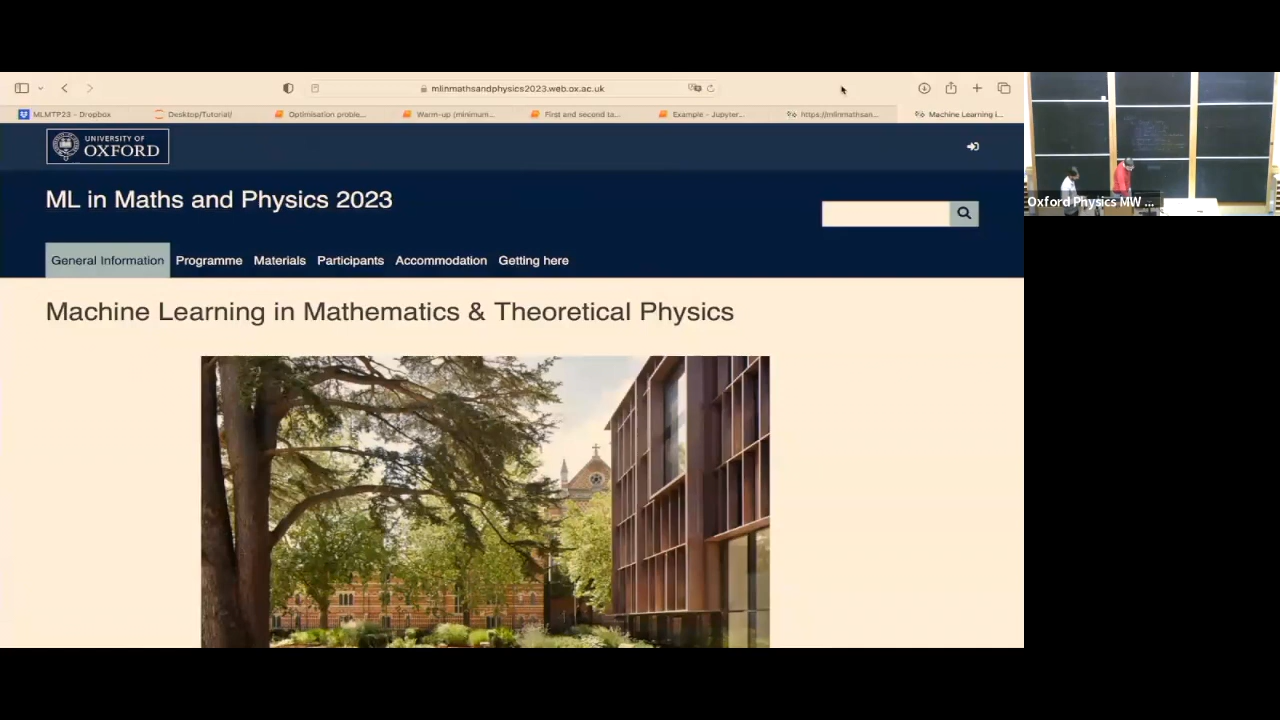 mlinmathsandphysics2023.web.ox.ac.uk
MLMTP23 - Dropbox
Desktop/Tutorial/
Optimisation proble...
Warm-up (minimum...
First and second ta...
Example - Jupyter...
https://mlinmathsan...
Machine Learning i...
UNIVERSITY OF
OXFORD
ML in Maths and Physics 2023
General Information
Programme
Materials
Participants
Accommodation
Getting here
Machine Learning in Mathematics & Theoretical Physics
Oxford Physics MW ...